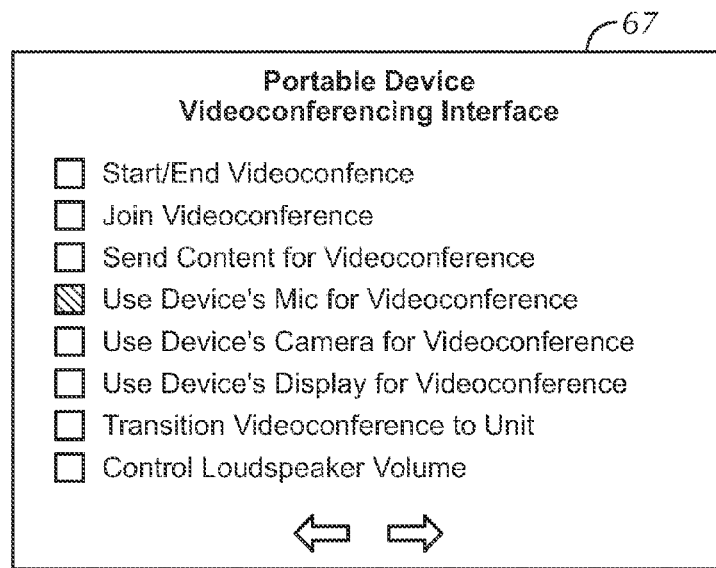 67
Portable Device
Videoconferencing Interface
Start/End Videoconfence
Join Videoconference
Send Content for Videoconference
Use Device's Mic for Videoconference
Use Device's Camera for Videoconference
Use Device's Display for Videoconference
Transition Videoconference to Unit
Control Loudspeaker Volume